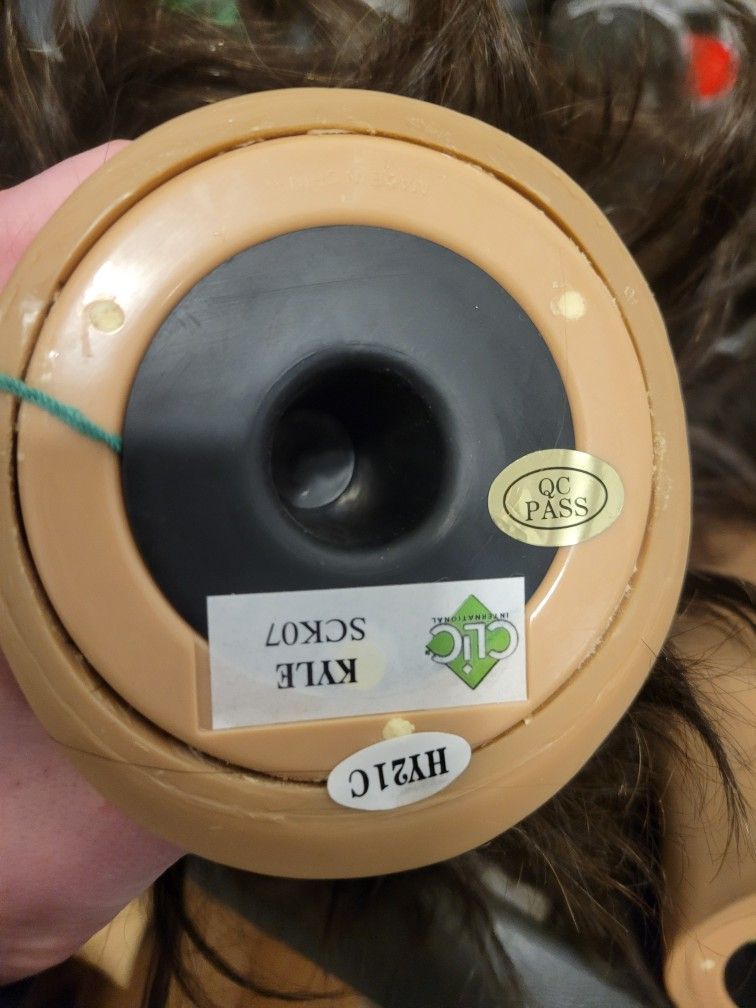 QC
PASS
CLiC
INTERNATIONAL
KYLE
SCK07
HY21C